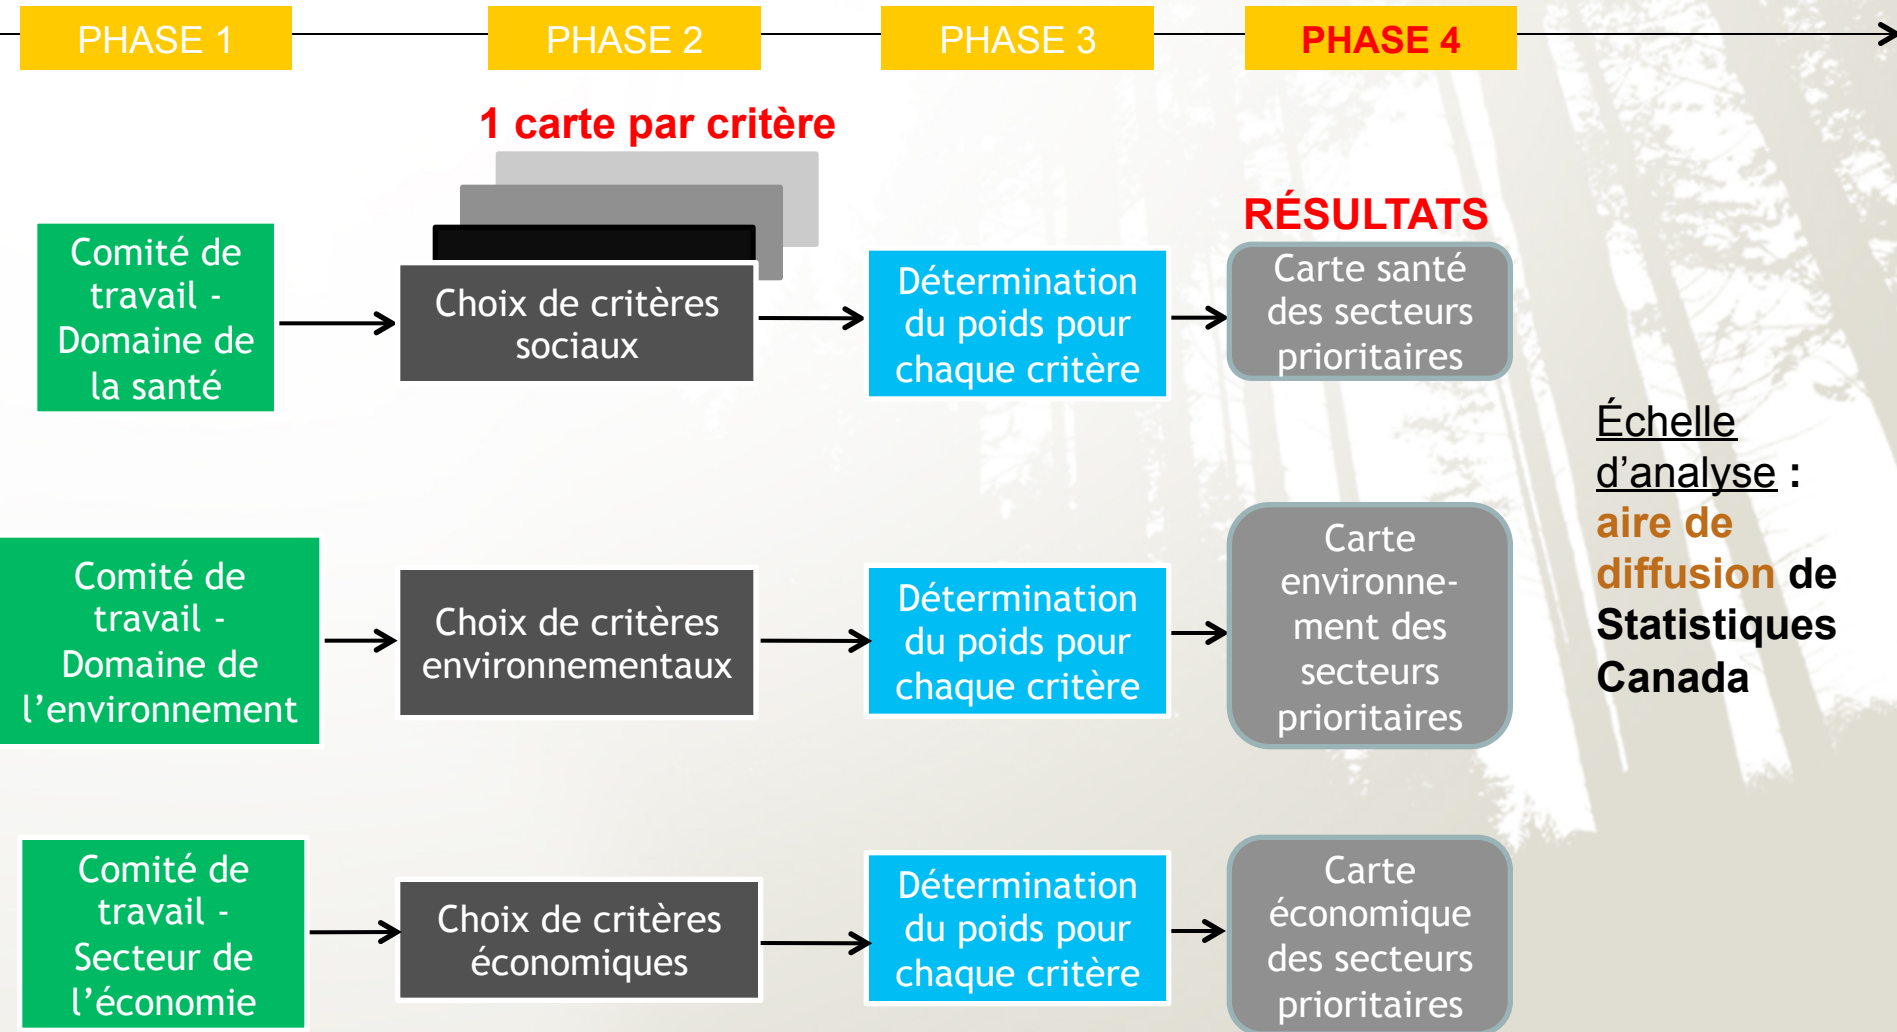 PHASE 1
PHASE 2
PHASE 3
PHASE 4
1 carte par critère
RÉSULTATS
Comité de
travail -
Domaine de
la santé
Choix de critères
sociaux
Détermination
du poids pour
chaque critère
Carte santé
des secteurs
prioritaires
Comité de
travail -
Domaine de
l’environnement
Choix de critères
environnementaux
Détermination
du poids pour
chaque critère
Carte
environne-
ment des
secteurs
prioritaires
Comité de
travail -
Secteur de
l’économie
Choix de critères
économiques
Détermination
du poids pour
chaque critère
Carte
économique
des secteurs
prioritaires
Échelle
d’analyse :
aire de
diffusion de
Statistiques
Canada